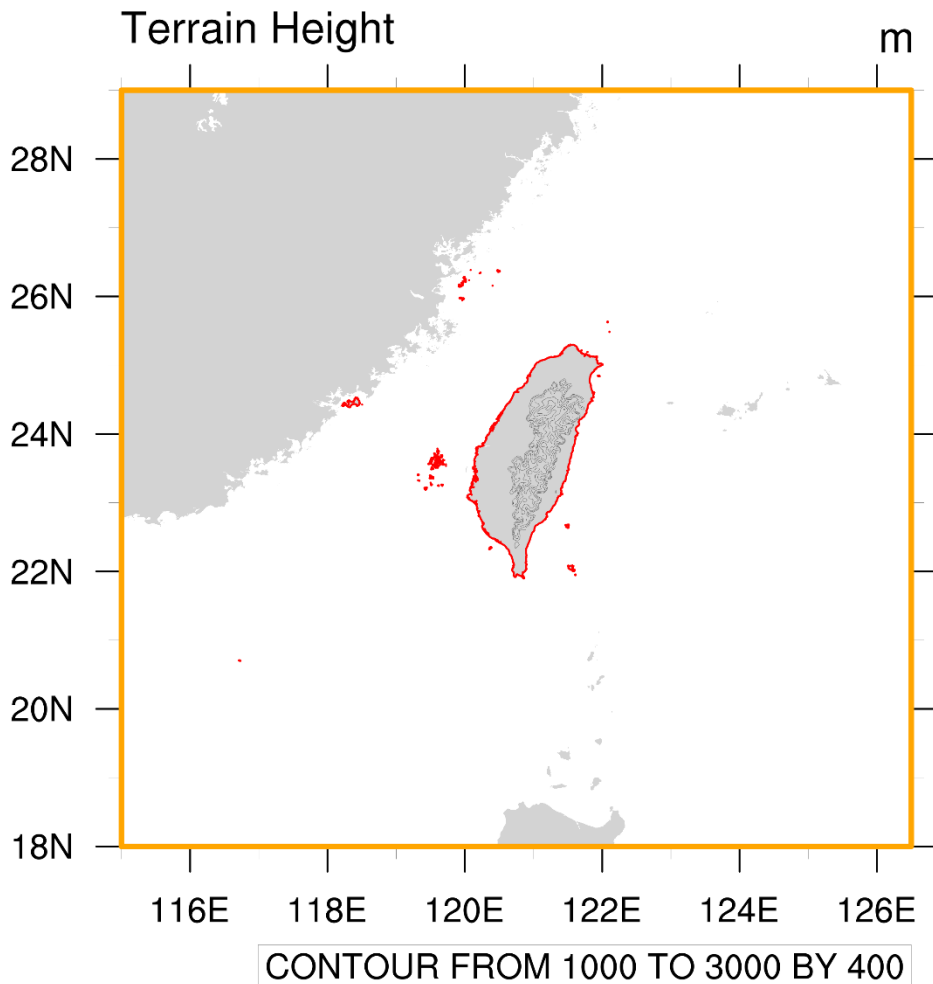 Terrain Height
m
28N
26N
24N
22N
20N
18N
116E 118E 120E 122E 124E 126E
CONTOUR FROM 1000 TO 3000 BY 400